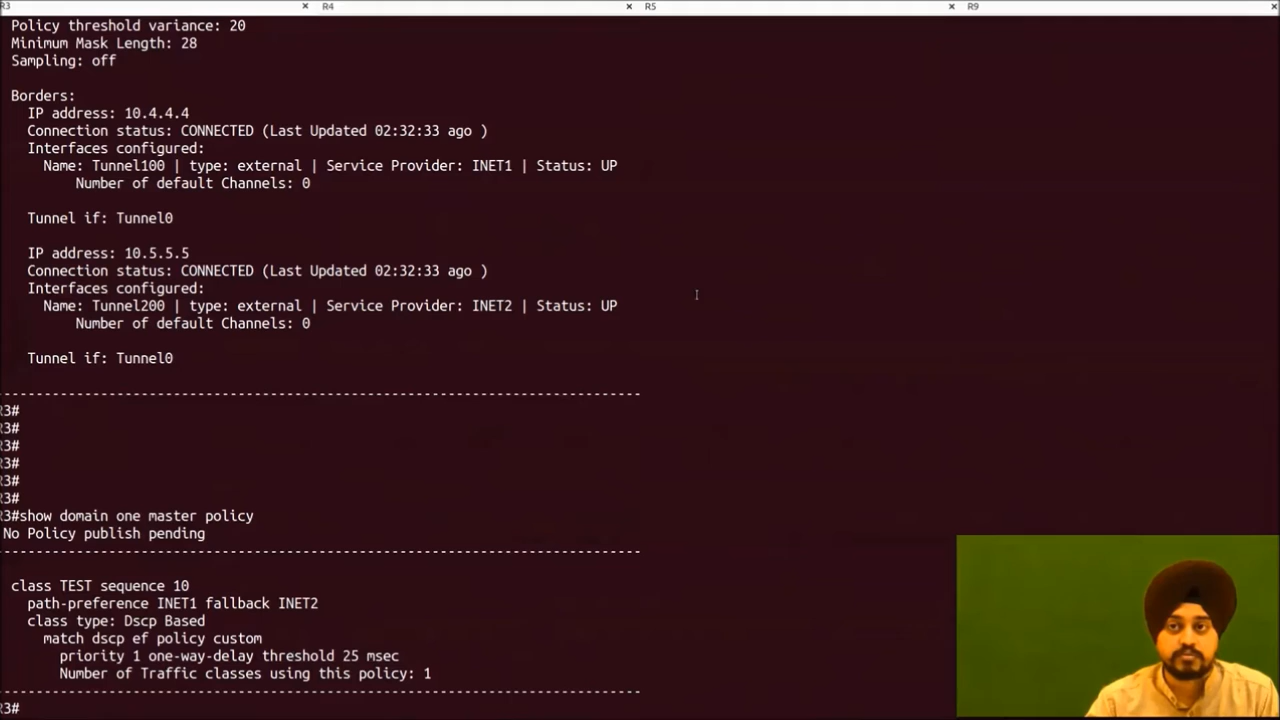 R3 × R4 × R5 × R9 ×
Policy threshold variance: 20
Minimum Mask Length: 28
Sampling: off
Borders:
IP address: 10.4.4.4
Connection status: CONNECTED (Last Updated 02:32:33 ago )
Interfaces configured:
Name: Tunnel100 | type: external | Service Provider: INET1 | Status: UP
Number of default Channels: 0
Tunnel if: Tunnel0
IP address: 10.5.5.5
Connection status: CONNECTED (Last Updated 02:32:33 ago )
Interfaces configured:
Name: Tunnel200 | type: external | Service Provider: INET2 | Status: UP
Number of default Channels: 0
Tunnel if: Tunnel0
--------------------------------------------------------------------------------
R3#
R3#
R3#
R3#
R3#
R3#
R3#show domain one master policy
No Policy publish pending
--------------------------------------------------------------------------------
class TEST sequence 10
path-preference INET1 fallback INET2
class type: Dscp Based
match dscp ef policy custom
priority 1 one-way-delay threshold 25 msec
Number of Traffic classes using this policy: 1
--------------------------------------------------------------------------------
R3#